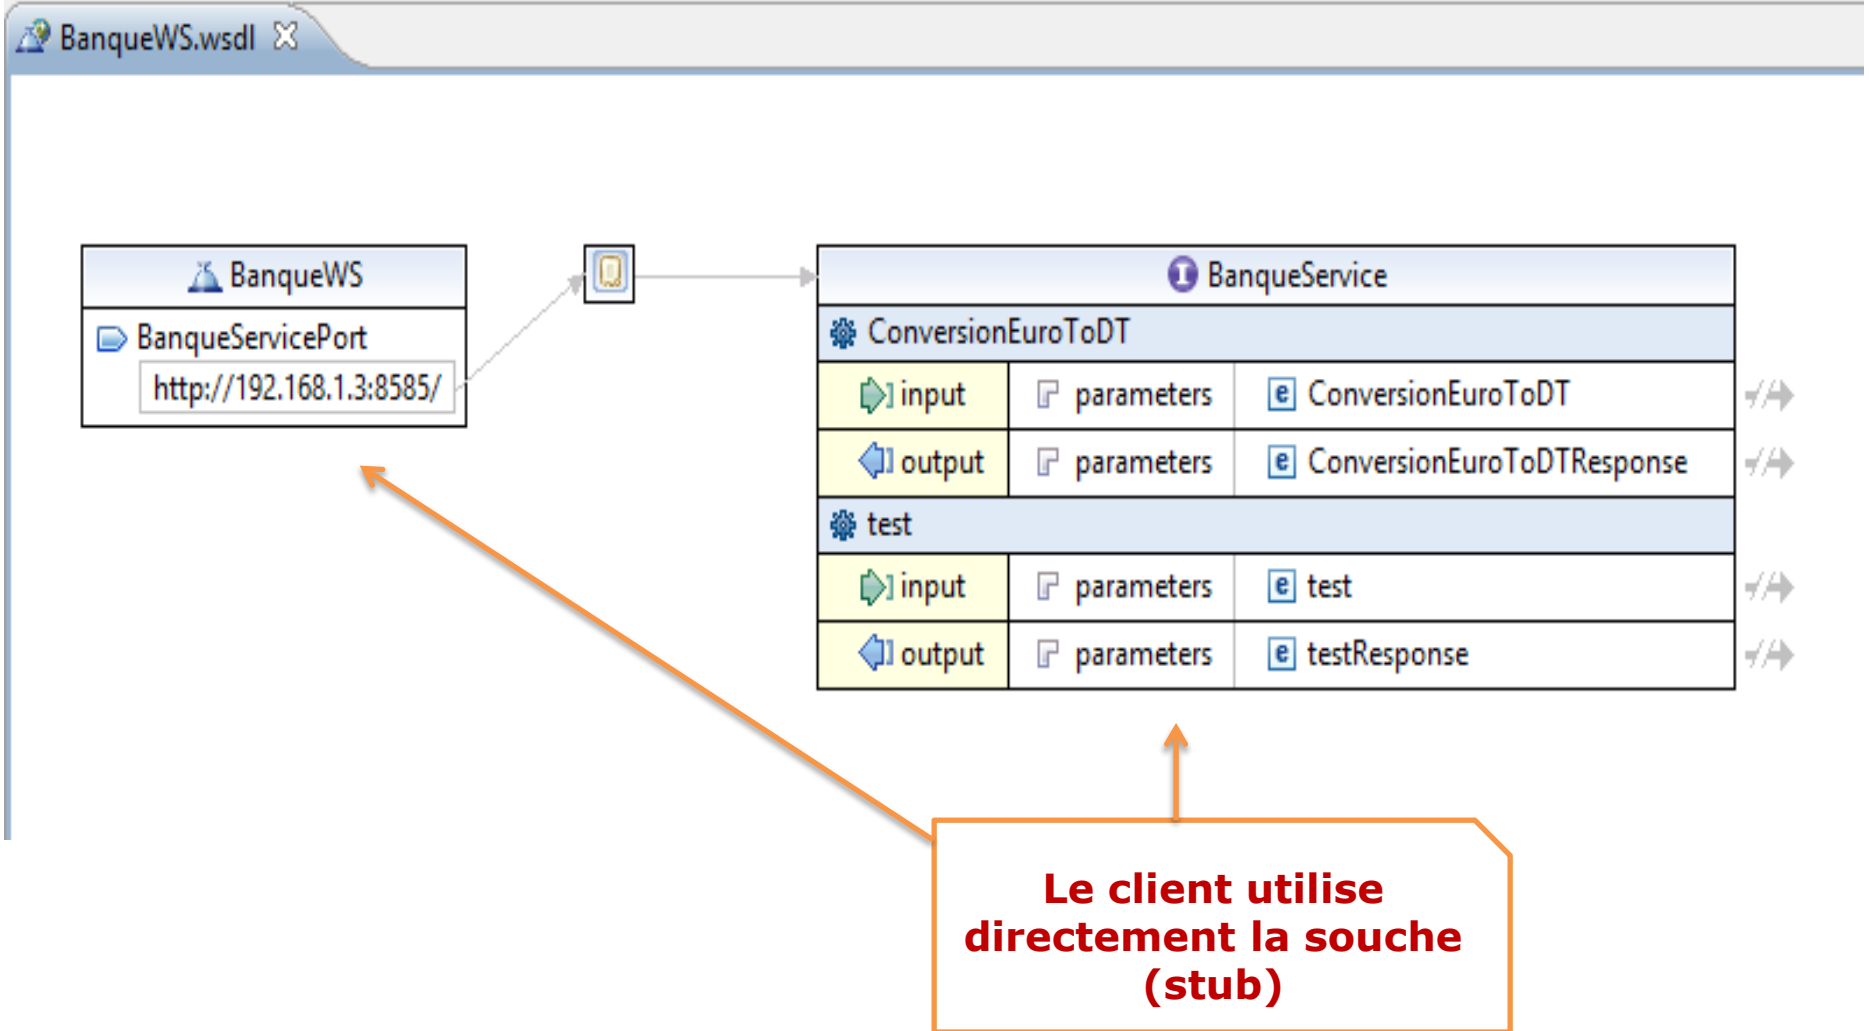 BanqueWS.wsdl
BanqueWS
BanqueServicePort
http://192.168.1.3:8585/
BanqueService
ConversionEuroToDT
input parameters ConversionEuroToDT
output parameters ConversionEuroToDTResponse
test
input parameters test
output parameters testResponse
Le client utilise
directement la souche
(stub)